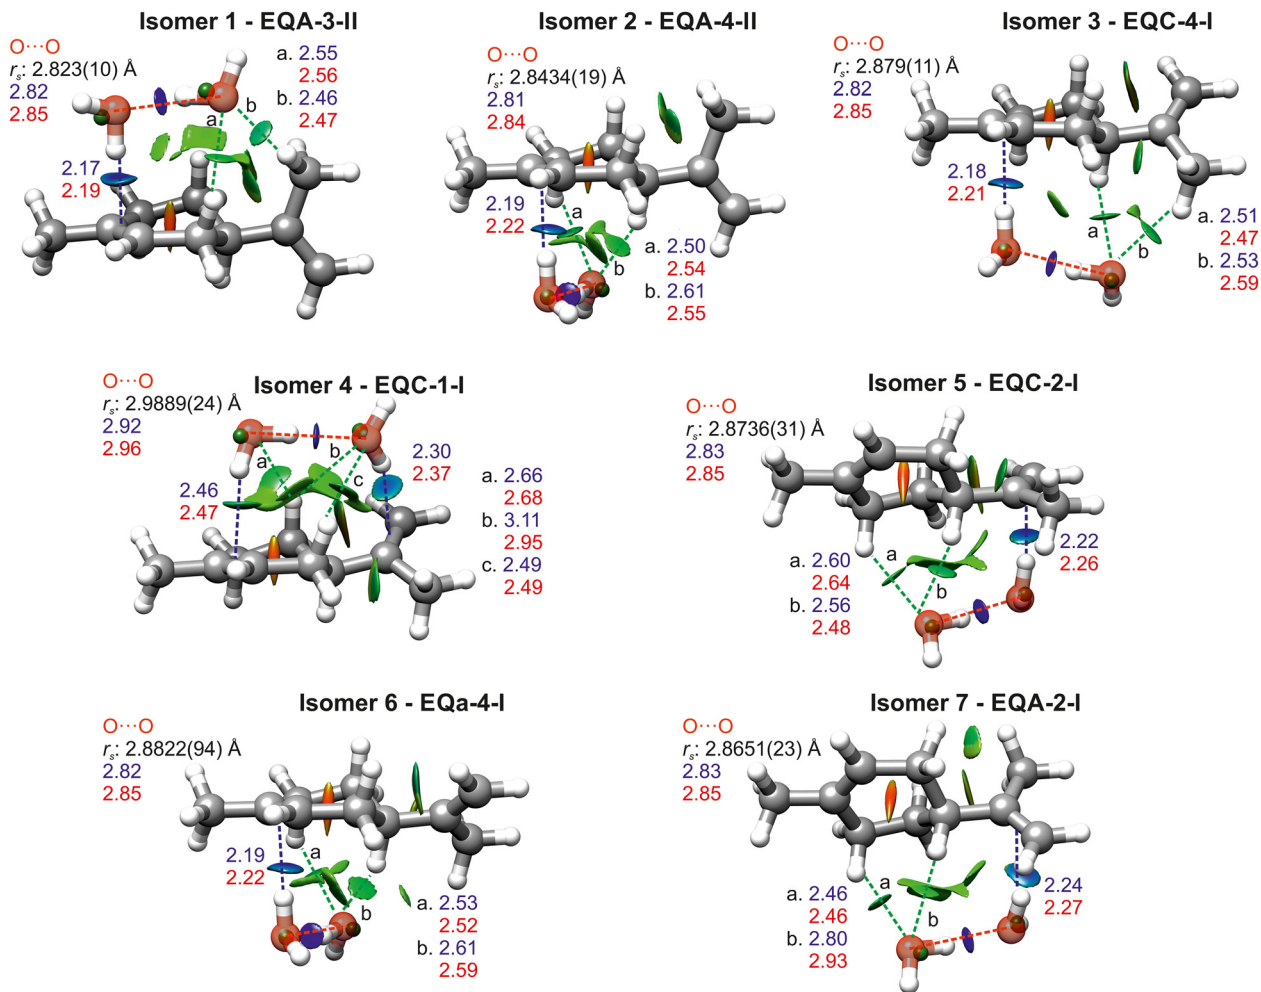 Isomer 1 - EQA-3-II
O···O
rs: 2.823(10) Å
2.82
2.85
a. 2.55
2.56
b. 2.46
2.47
b
a
2.17
2.19
Isomer 2 - EQA-4-II
O···O
rs: 2.8434(19) Å
2.81
2.84
2.19
2.22
a
b
a. 2.50
2.54
b. 2.61
2.55
Isomer 3 - EQC-4-I
O···O
rs: 2.879(11) Å
2.82
2.85
2.18
2.21
a
b
a. 2.51
2.47
b. 2.53
2.59
Isomer 4 - EQC-1-I
O···O
rs: 2.9889(24) Å
2.92
2.96
a
b
c
2.30
2.37
2.46
2.47
a. 2.66
2.68
b. 3.11
2.95
c. 2.49
2.49
Isomer 5 - EQC-2-I
O···O
rs: 2.8736(31) Å
2.83
2.85
a
b
2.22
2.26
a. 2.60
2.64
b. 2.56
2.48
Isomer 6 - EQa-4-I
O···O
rs: 2.8822(94) Å
2.82
2.85
2.19
2.22
a
b
a. 2.53
2.52
b. 2.61
2.59
Isomer 7 - EQA-2-I
O···O
rs: 2.8651(23) Å
2.83
2.85
a
b
2.24
2.27
a. 2.46
2.46
b. 2.80
2.93